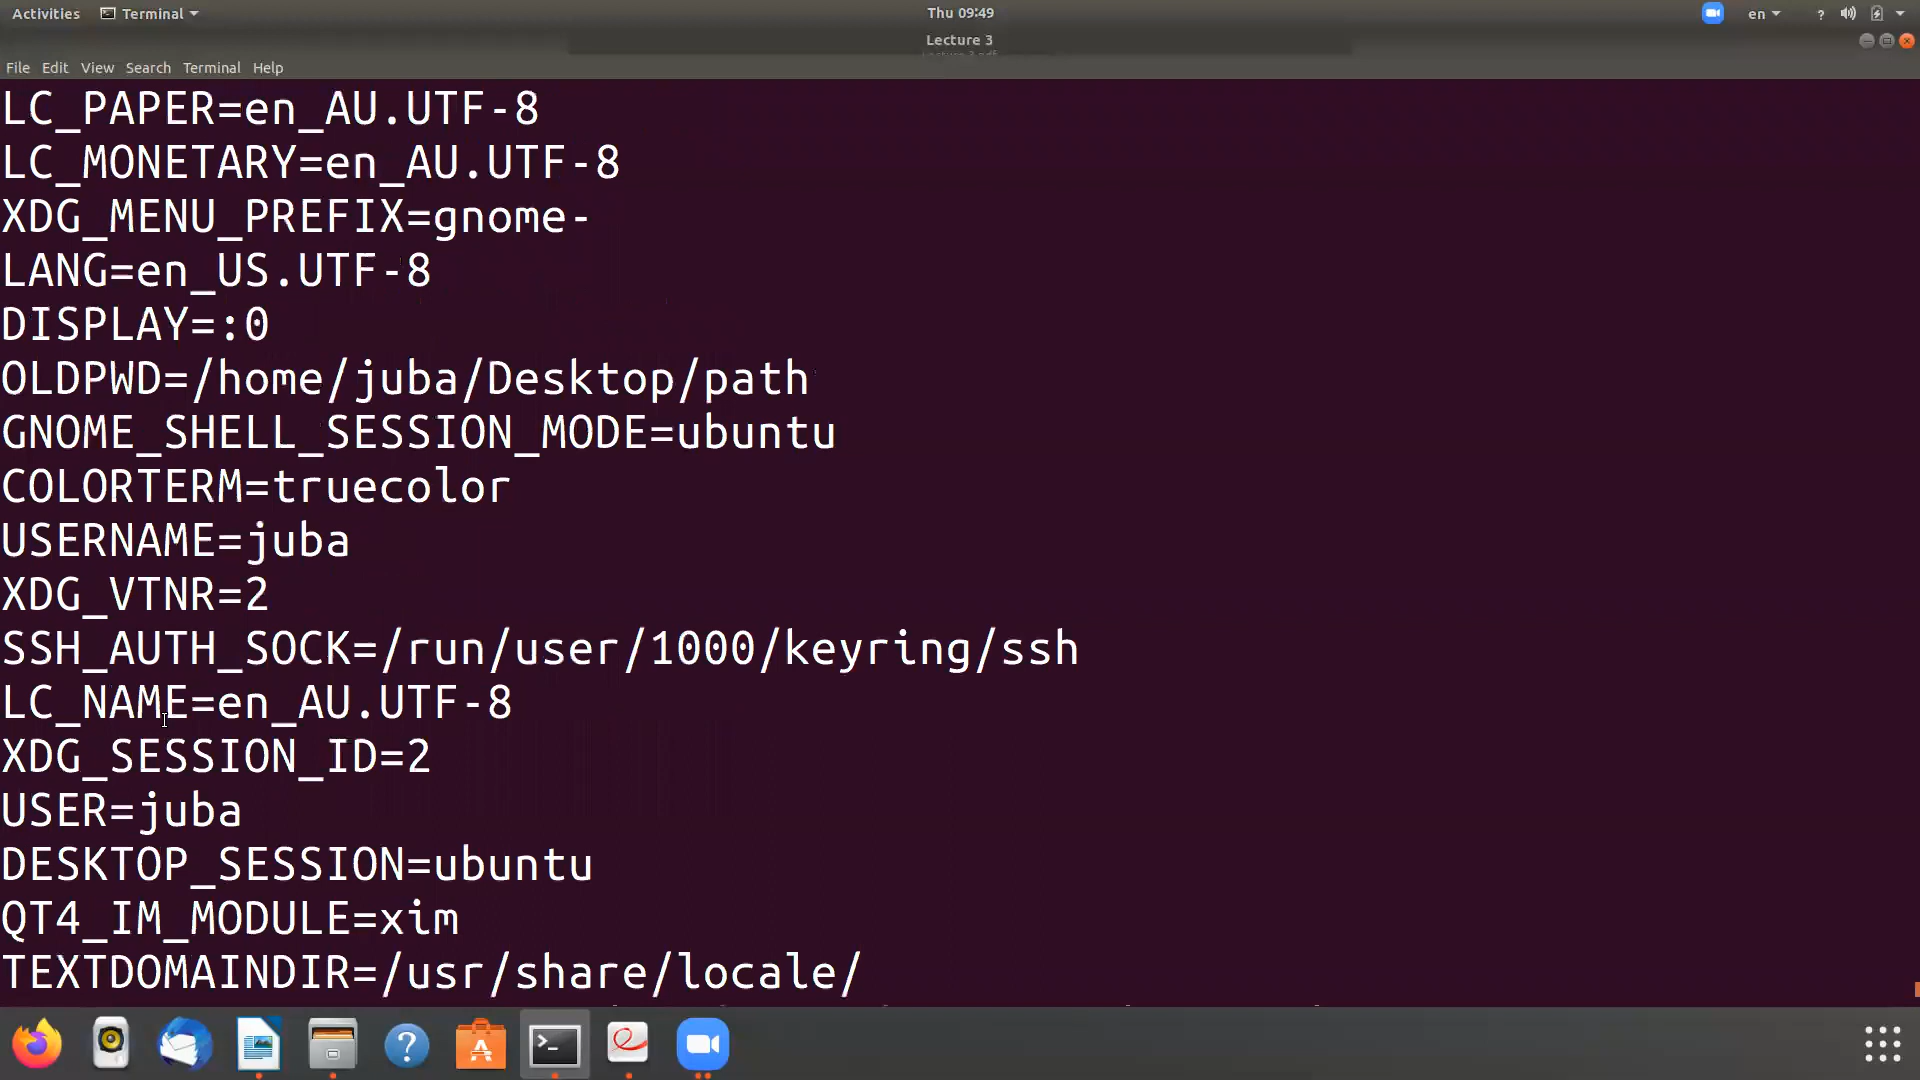 Activities Terminal Thu 09:49 en ?
Lecture 3
File Edit View Search Terminal Help
LC_PAPER=en_AU.UTF-8
LC_MONETARY=en_AU.UTF-8
XDG_MENU_PREFIX=gnome-
LANG=en_US.UTF-8
DISPLAY=:0
OLDPWD=/home/juba/Desktop/path
GNOME_SHELL_SESSION_MODE=ubuntu
COLORTERM=truecolor
USERNAME=juba
XDG_VTNR=2
SSH_AUTH_SOCK=/run/user/1000/keyring/ssh
LC_NAME=en_AU.UTF-8
XDG_SESSION_ID=2
USER=juba
DESKTOP_SESSION=ubuntu
QT4_IM_MODULE=xim
TEXTDOMAINDIR=/usr/share/locale/